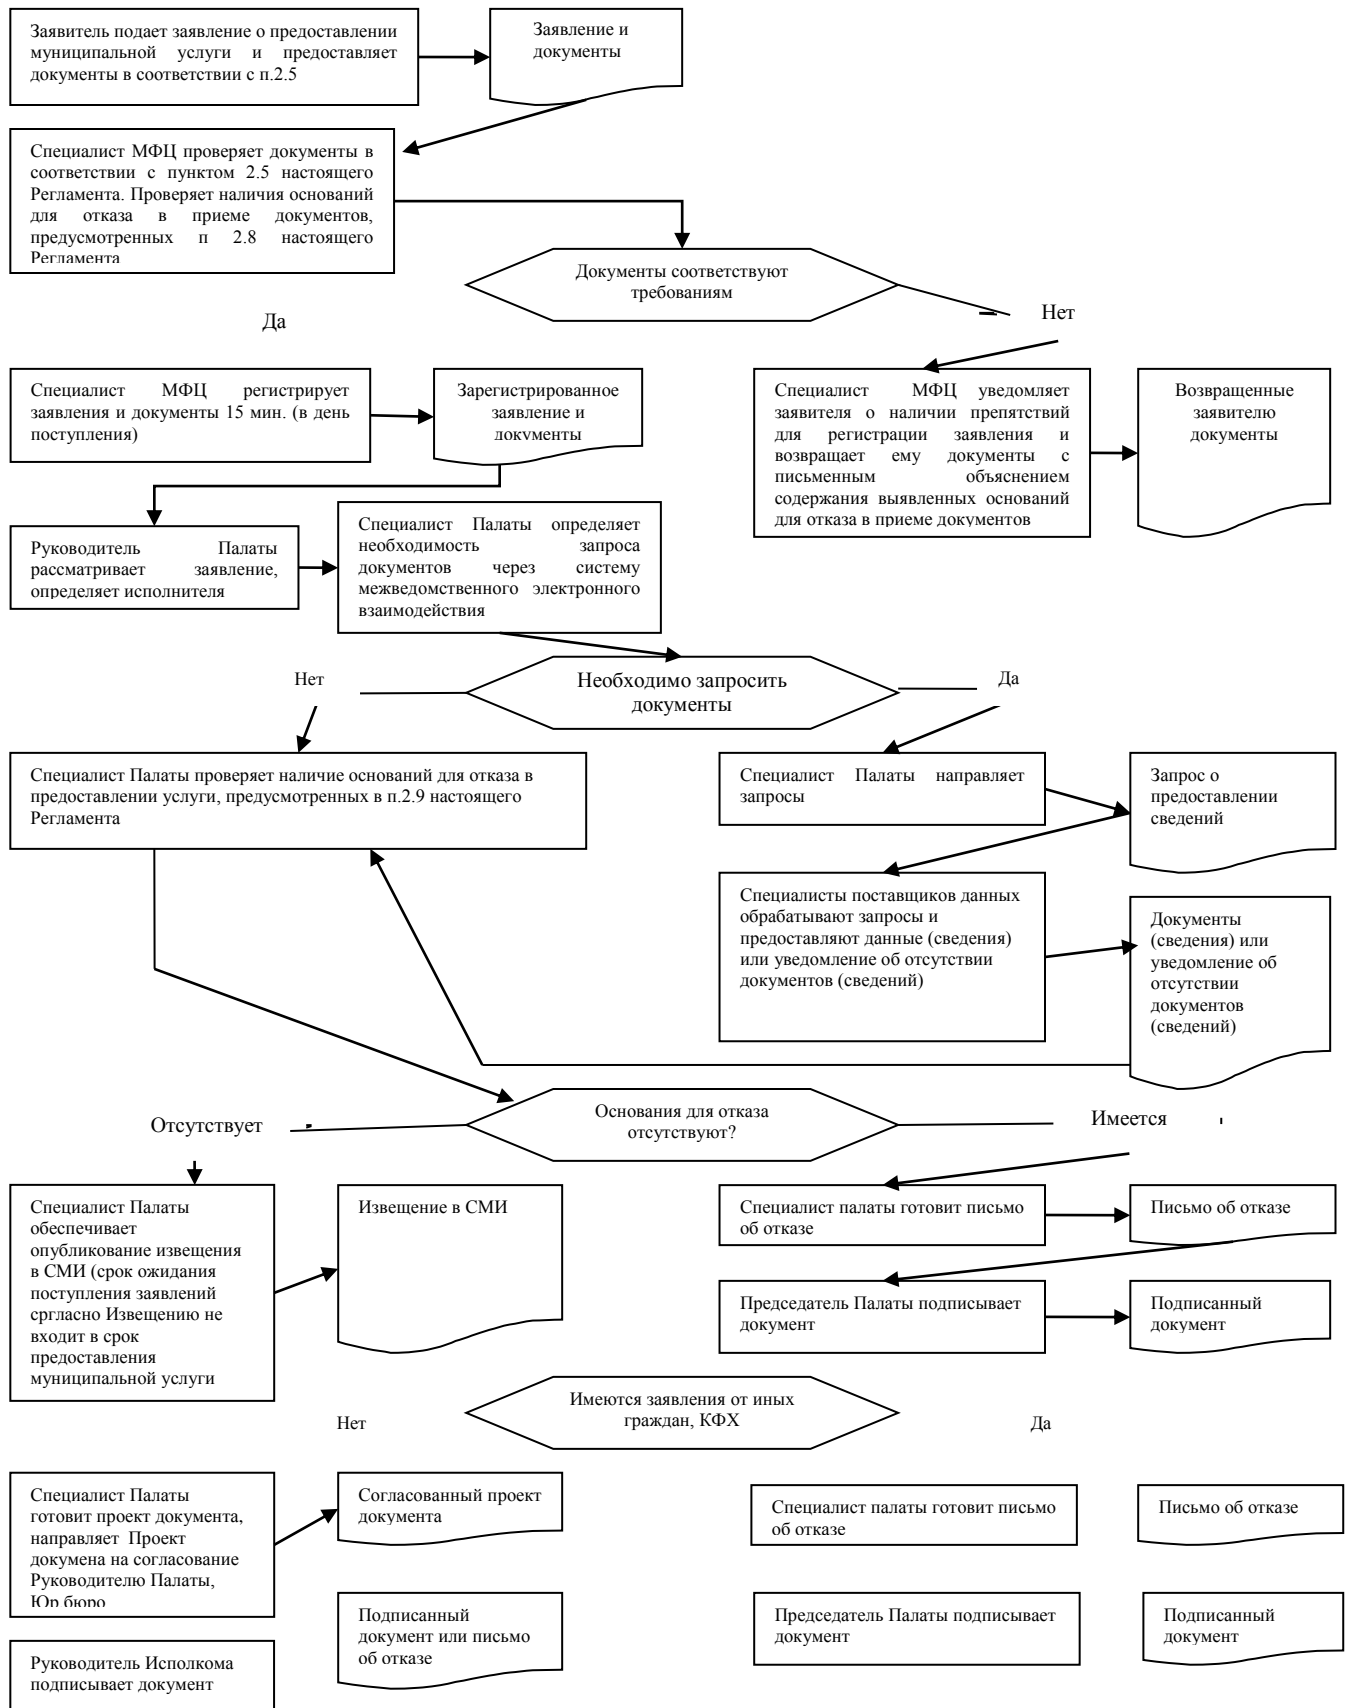 Заявитель подает заявление о предоставлении
муниципальной услуги и предоставляет
документы в соответствии с п.2.5
Заявление и
документы
Специалист МФЦ проверяет документы в
соответствии с пунктом 2.5 настоящего
Регламента. Проверяет наличия оснований
для отказа в приеме документов,
предусмотренных п 2.8 настоящего
Регламента
Документы соответствуют
требованиям
Да
Нет
Специалист МФЦ регистрирует
заявления и документы 15 мин. (в день
поступления)
Зарегистрированное
заявление и
документы
Специалист МФЦ уведомляет
заявителя о наличии препятствий
для регистрации заявления и
возвращает ему документы с
письменным объяснением
содержания выявленных оснований
для отказа в приеме документов
Возвращенные
заявителю
документы
Руководитель Палаты
рассматривает заявление,
определяет исполнителя
Специалист Палаты определяет
необходимость запроса
документов через систему
межведомственного электронного
взаимодействия
Нет
Необходимо запросить
документы
Да
Специалист Палаты проверяет наличие оснований для отказа в
предоставлении услуги, предусмотренных в п.2.9 настоящего
Регламента
Специалист Палаты направляет
запросы
Запрос о
предоставлении
сведений
Специалисты поставщиков данных
обрабатывают запросы и
предоставляют данные (сведения)
или уведомление об отсутствии
документов (сведений)
Документы
(сведения) или
уведомление об
отсутствии
документов
(сведений)
Отсутствует
Основания для отказа
отсутствуют?
Имеется
Специалист Палаты
обеспечивает
опубликование извещения
в СМИ (срок ожидания
поступления заявлений
сргласно Извещению не
входит в срок
предоставления
муниципальной услуги
Извещение в СМИ
Специалист палаты готовит письмо
об отказе
Письмо об отказе
Председатель Палаты подписывает
документ
Подписанный
документ
Имеются заявления от иных
граждан, КФХ
Нет
Да
Специалист Палаты
готовит проект документа,
направляет Проект
докумена на согласование
Руководителю Палаты,
Юр бюро
Согласованный проект
документа
Специалист палаты готовит письмо
об отказе
Письмо об отказе
Подписанный
документ или письмо
об отказе
Председатель Палаты подписывает
документ
Подписанный
документ
Руководитель Исполкома
подписывает документ